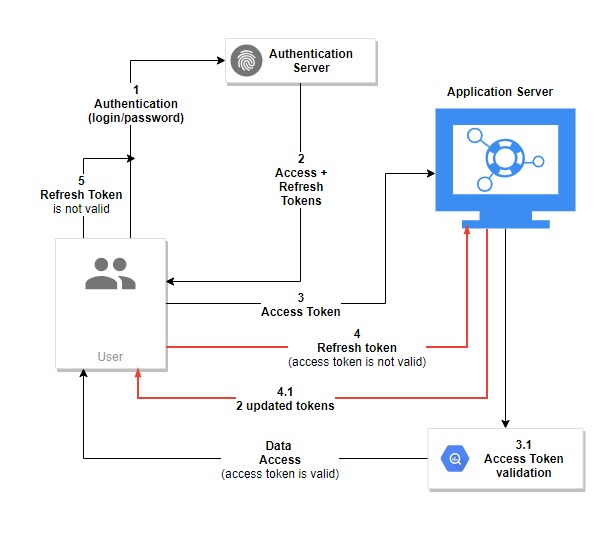 Authentication
Server
1
Authentication
(login/password)
Application Server
2
Access +
Refresh
Tokens
5
Refresh Token
is not valid
3
Access Token
User
4
Refresh token
(access token is not valid)
4.1
2 updated tokens
Data
Access
(access token is valid)
3.1
Access Token
validation